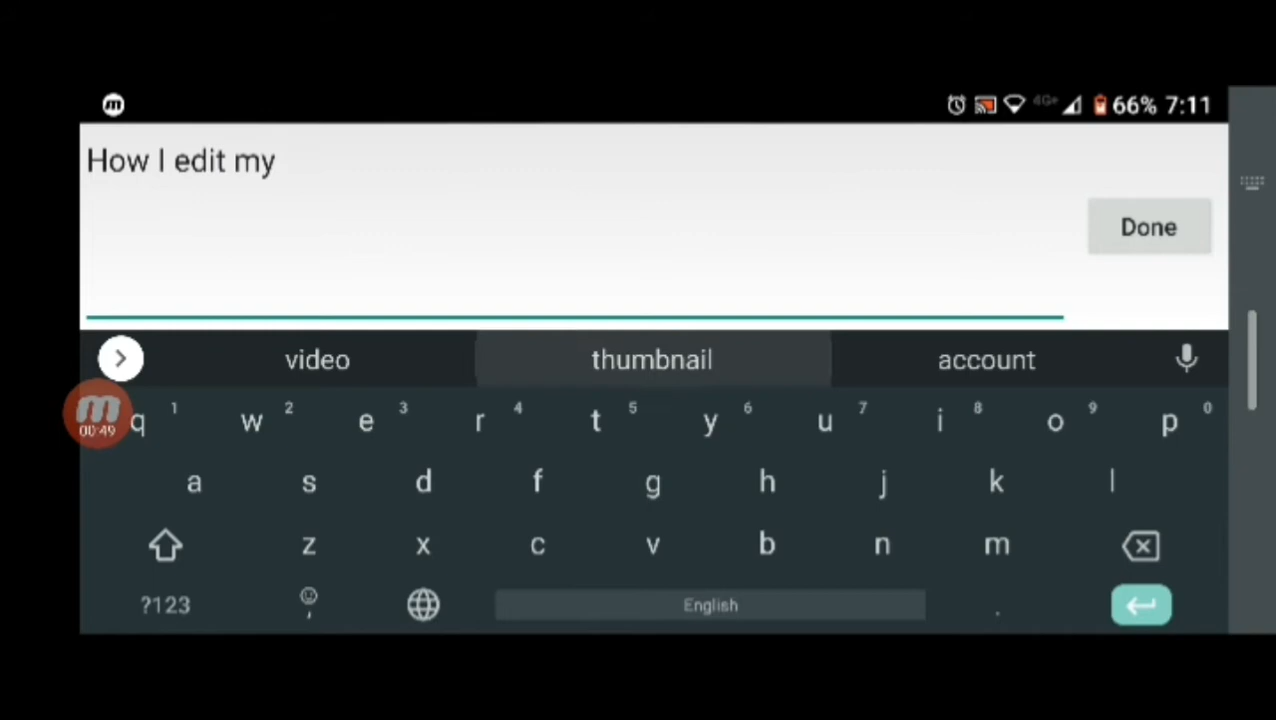 m 4G+ 66% 7:11
How I edit my
Done
video thumbnail account
m 00:49
q 1 w 2 e 3 r 4 t 5 y 6 u 7 i 8 o 9 p 0
a s d f g h j k l
z x c v b n m
?123 , English .